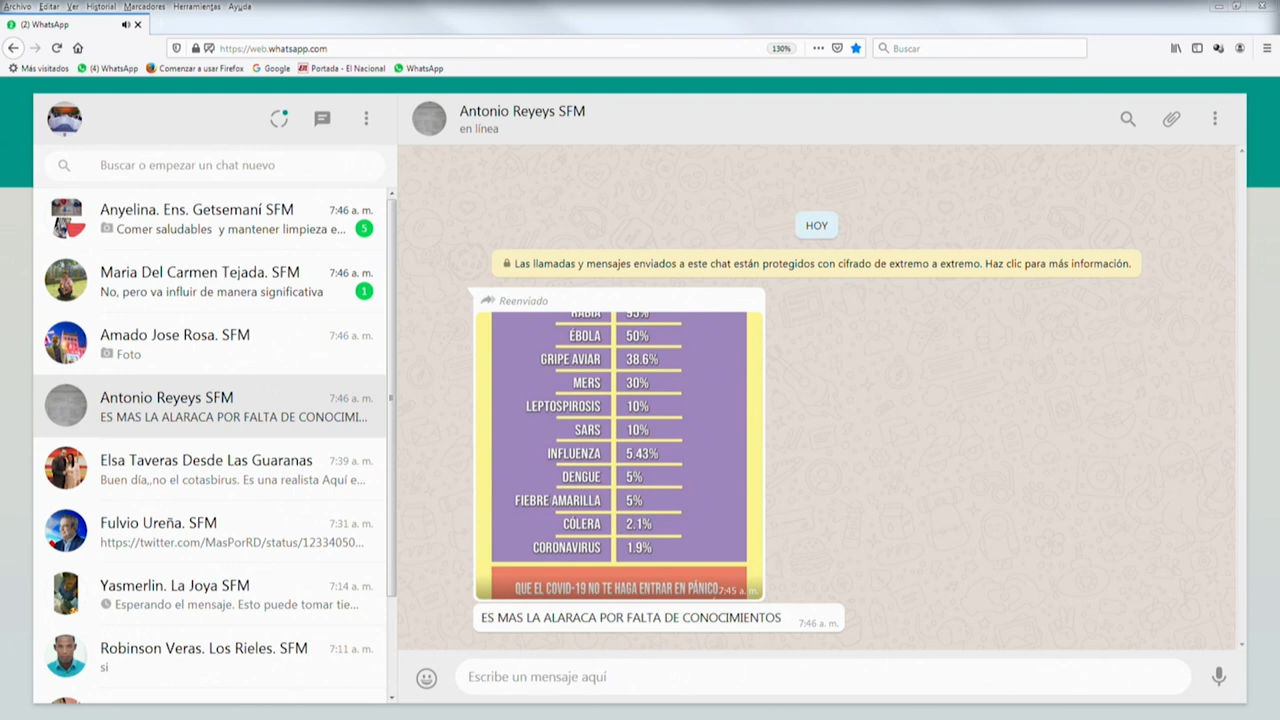 Archivo Editar Ver Historial Marcadores Herramientas Ayuda
(2) WhatsApp
https://web.whatsapp.com
130%
Buscar
Más visitados (4) WhatsApp Comenzar a usar Firefox Google Portada - El Nacional WhatsApp
Buscar o empezar un chat nuevo
Anyelina. Ens. Getsemaní SFM 7:46 a. m.
Comer saludables y mantener limpieza e... 5
Maria Del Carmen Tejada. SFM 7:46 a. m.
No, pero va influir de manera significativa 1
Amado Jose Rosa. SFM 7:46 a. m.
Foto
Antonio Reyeys SFM 7:46 a. m.
ES MAS LA ALARACA POR FALTA DE CONOCIMI...
Elsa Taveras Desde Las Guaranas 7:39 a. m.
Buen día,,no el cotasbirus. Es una realista Aquí e...
Fulvio Ureña. SFM 7:31 a. m.
https://twitter.com/MasPorRD/status/12334050...
Yasmerlin. La Joya SFM 7:14 a. m.
Esperando el mensaje. Esto puede tomar tie...
Robinson Veras. Los Rieles. SFM 7:11 a. m.
si
Antonio Reyeys SFM
en línea
HOY
Las llamadas y mensajes enviados a este chat están protegidos con cifrado de extremo a extremo. Haz clic para más información.
Reenviado
RABIA 95%
ÉBOLA 50%
GRIPE AVIAR 38.6%
MERS 30%
LEPTOSPIROSIS 10%
SARS 10%
INFLUENZA 5.43%
DENGUE 5%
FIEBRE AMARILLA 5%
CÓLERA 2.1%
CORONAVIRUS 1.9%
QUE EL COVID-19 NO TE HAGA ENTRAR EN PÁNICO 7:45 a. m.
ES MAS LA ALARACA POR FALTA DE CONOCIMIENTOS 7:46 a. m.
Escribe un mensaje aquí